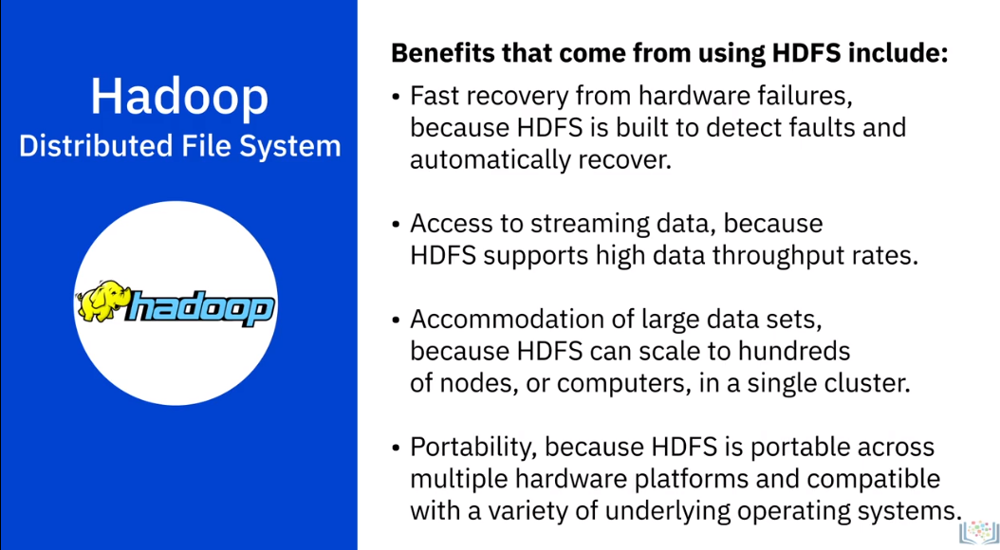 Hadoop
Distributed File System
hadoop
Benefits that come from using HDFS include:
• Fast recovery from hardware failures,
because HDFS is built to detect faults and
automatically recover.
• Access to streaming data, because
HDFS supports high data throughput rates.
• Accommodation of large data sets,
because HDFS can scale to hundreds
of nodes, or computers, in a single cluster.
• Portability, because HDFS is portable across
multiple hardware platforms and compatible
with a variety of underlying operating systems.